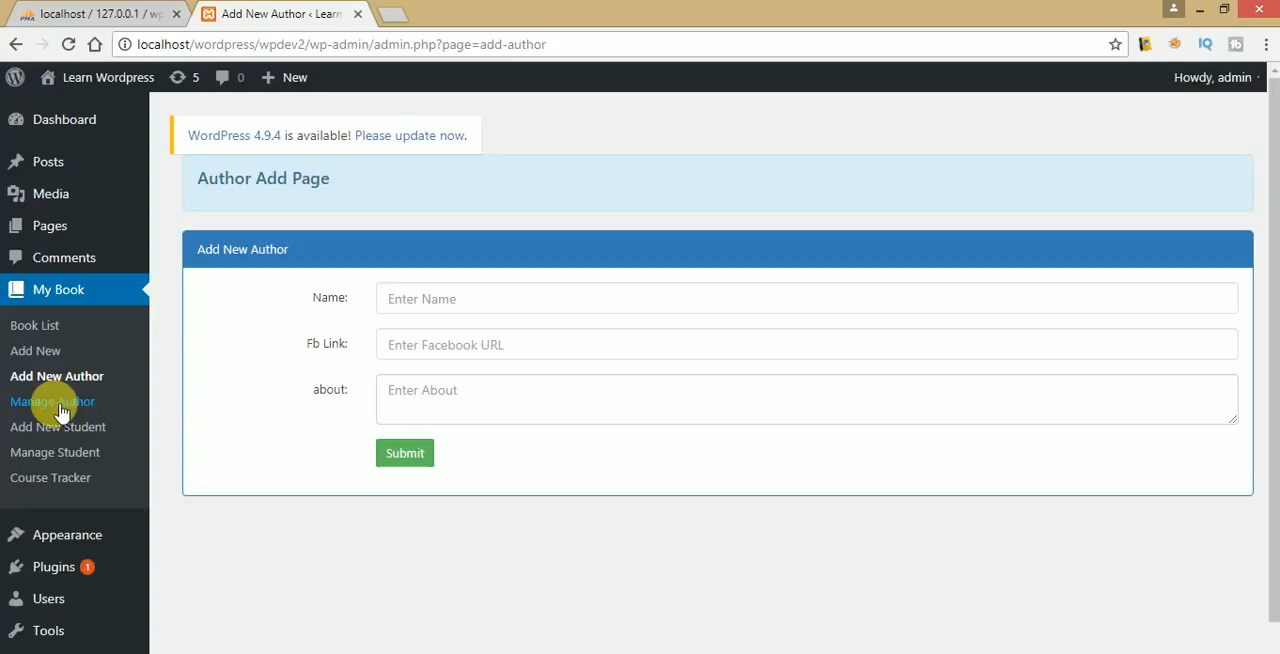 localhost / 127.0.0.1 / wp
Add New Author ‹ Learn
localhost/wordpress/wpdev2/wp-admin/admin.php?page=add-author
Learn Wordpress 5 0 New Howdy, admin
Dashboard
Posts
Media
Pages
Comments
My Book
Book List
Add New
Add New Author
Manage Author
Add New Student
Manage Student
Course Tracker
Appearance
Plugins 1
Users
Tools
WordPress 4.9.4 is available! Please update now.
Author Add Page
Add New Author
Name: Enter Name
Fb Link: Enter Facebook URL
about: Enter About
Submit